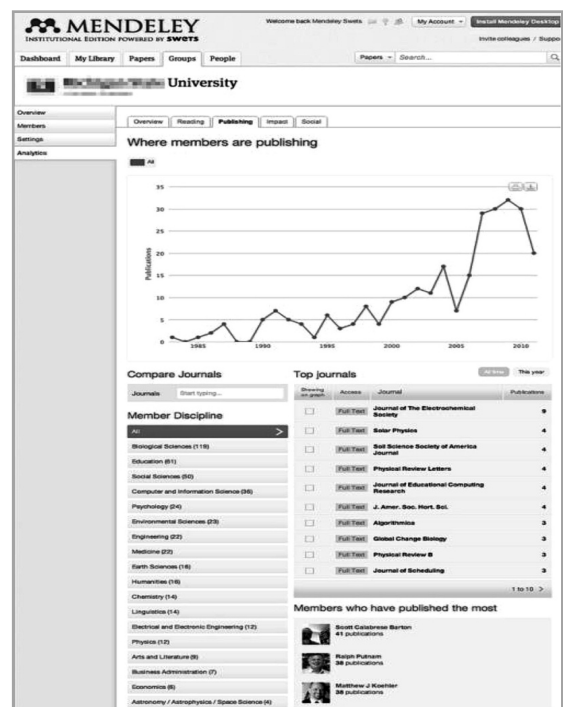 MENDELEY
INSTITUTIONAL EDITION POWERED BY SWETS
Welcome back Mendeley Swets
My Account
Install Mendeley Desktop
Invite colleagues / Suppo
Dashboard
My Library
Papers
Groups
People
Papers
Search...
University
Overview
Members
Settings
Analytics
Overview
Reading
Publishing
Impact
Social
Where members are publishing
All
35
30
25
20
15
10
5
0
Publications
1985
1990
1995
2000
2005
2010
Compare Journals
Journals
Start typing...
Member Discipline
All
Biological Sciences (119)
Education (61)
Social Sciences (50)
Computer and Information Science (36)
Psychology (24)
Environmental Sciences (23)
Engineering (22)
Medicine (22)
Earth Sciences (18)
Humanities (16)
Chemistry (14)
Linguistics (14)
Electrical and Electronic Engineering (12)
Physics (12)
Arts and Literature (9)
Business Administration (7)
Economics (6)
Astronomy / Astrophysics / Space Science (4)
Top journals
All time
This year
Showing on graph
Access
Journal
Publications
Full Text
Journal of The Electrochemical Society
9
Full Text
Solar Physics
4
Full Text
Soil Science Society of America Journal
4
Full Text
Physical Review Letters
4
Full Text
Journal of Educational Computing Research
4
Full Text
J. Amer. Soc. Hort. Sci.
4
Full Text
Algorithmica
3
Full Text
Global Change Biology
3
Full Text
Physical Review B
3
Full Text
Journal of Scheduling
3
1 to 10 >
Members who have published the most
Scott Calabrese Barton
41 publications
Ralph Putnam
38 publications
Matthew J Koehler
38 publications